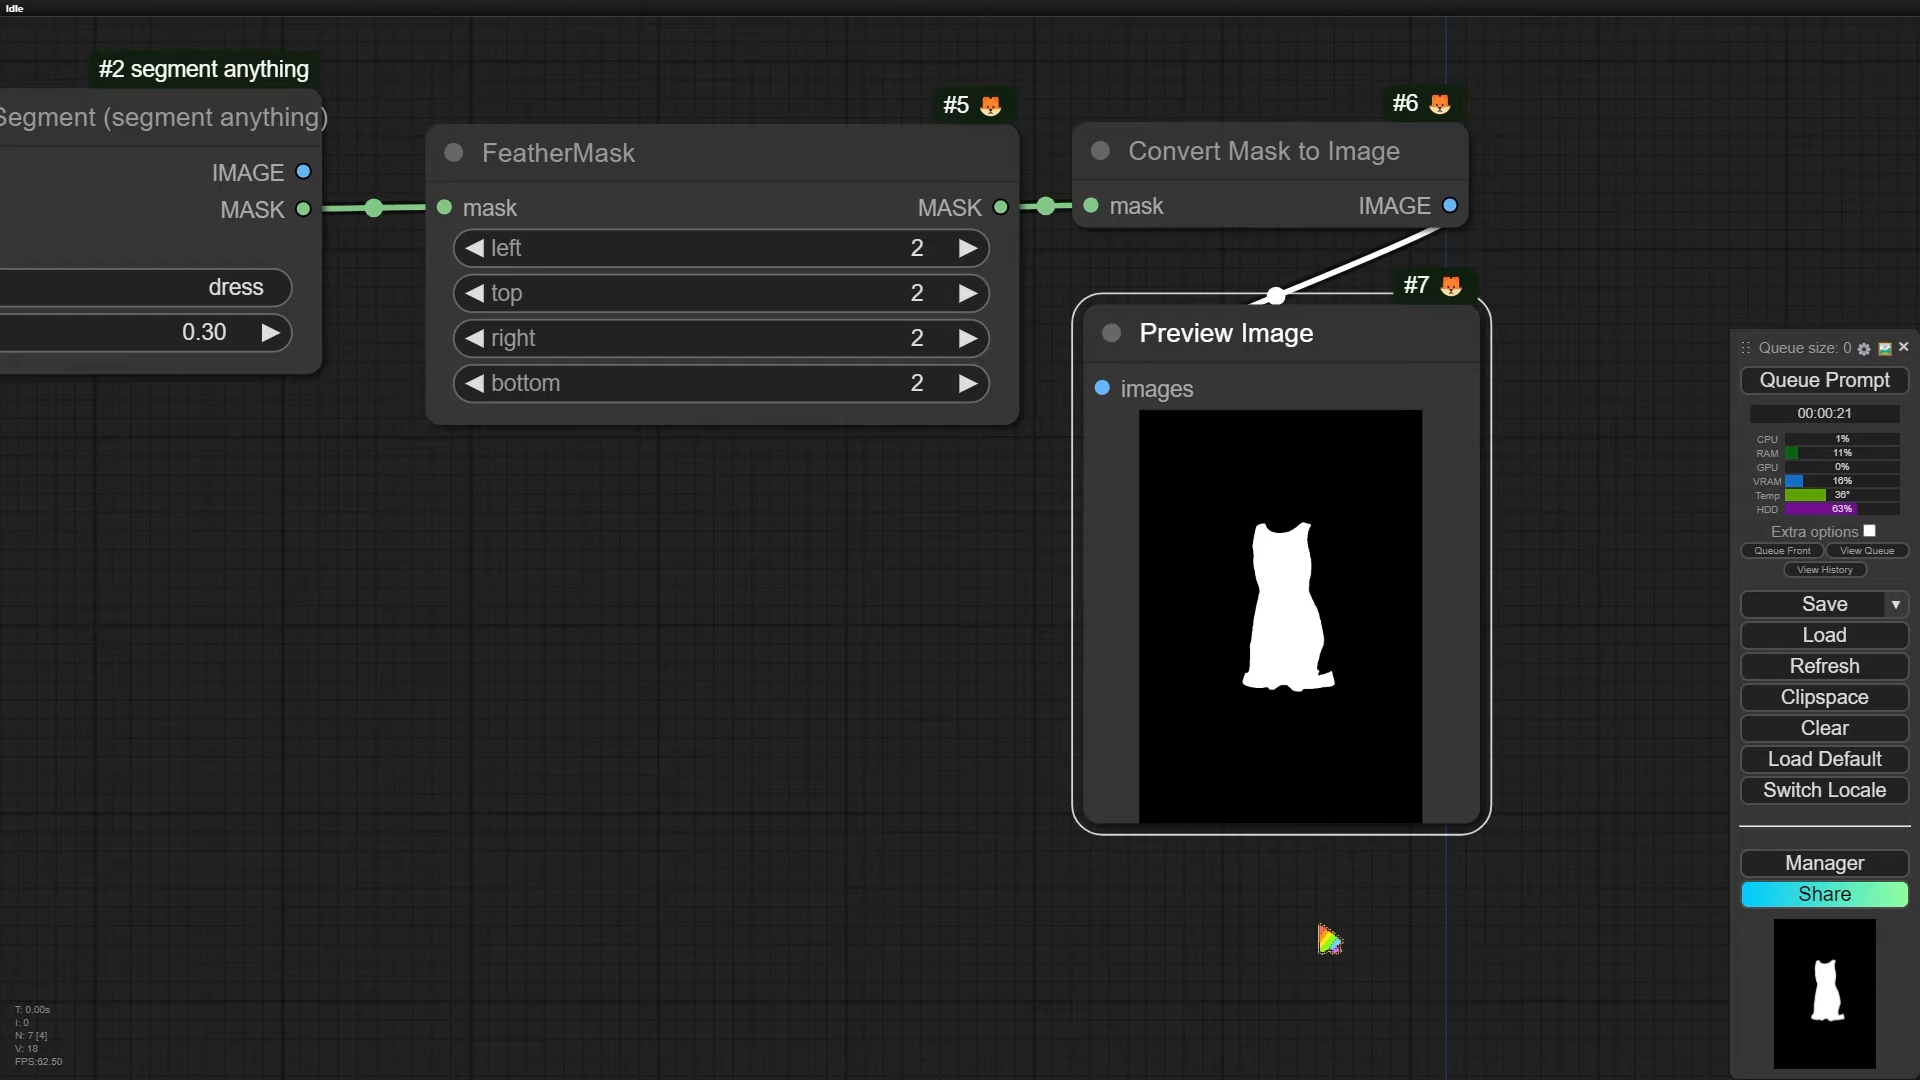 Idle
#2 segment anything
Segment (segment anything)
IMAGE
MASK
dress
0.30
#5
FeatherMask
mask
MASK
left 2
top 2
right 2
bottom 2
#6
Convert Mask to Image
mask
IMAGE
#7
Preview Image
images
Queue size: 0
Queue Prompt
00:00:21
CPU 1%
RAM 11%
GPU 0%
VRAM 16%
Temp 36°
HDD 63%
Extra options
Queue Front View Queue
View History
Save
Load
Refresh
Clipspace
Clear
Load Default
Switch Locale
Manager
Share
T: 0.00s
I: 0
N: 7 [4]
V: 18
FPS:62.50